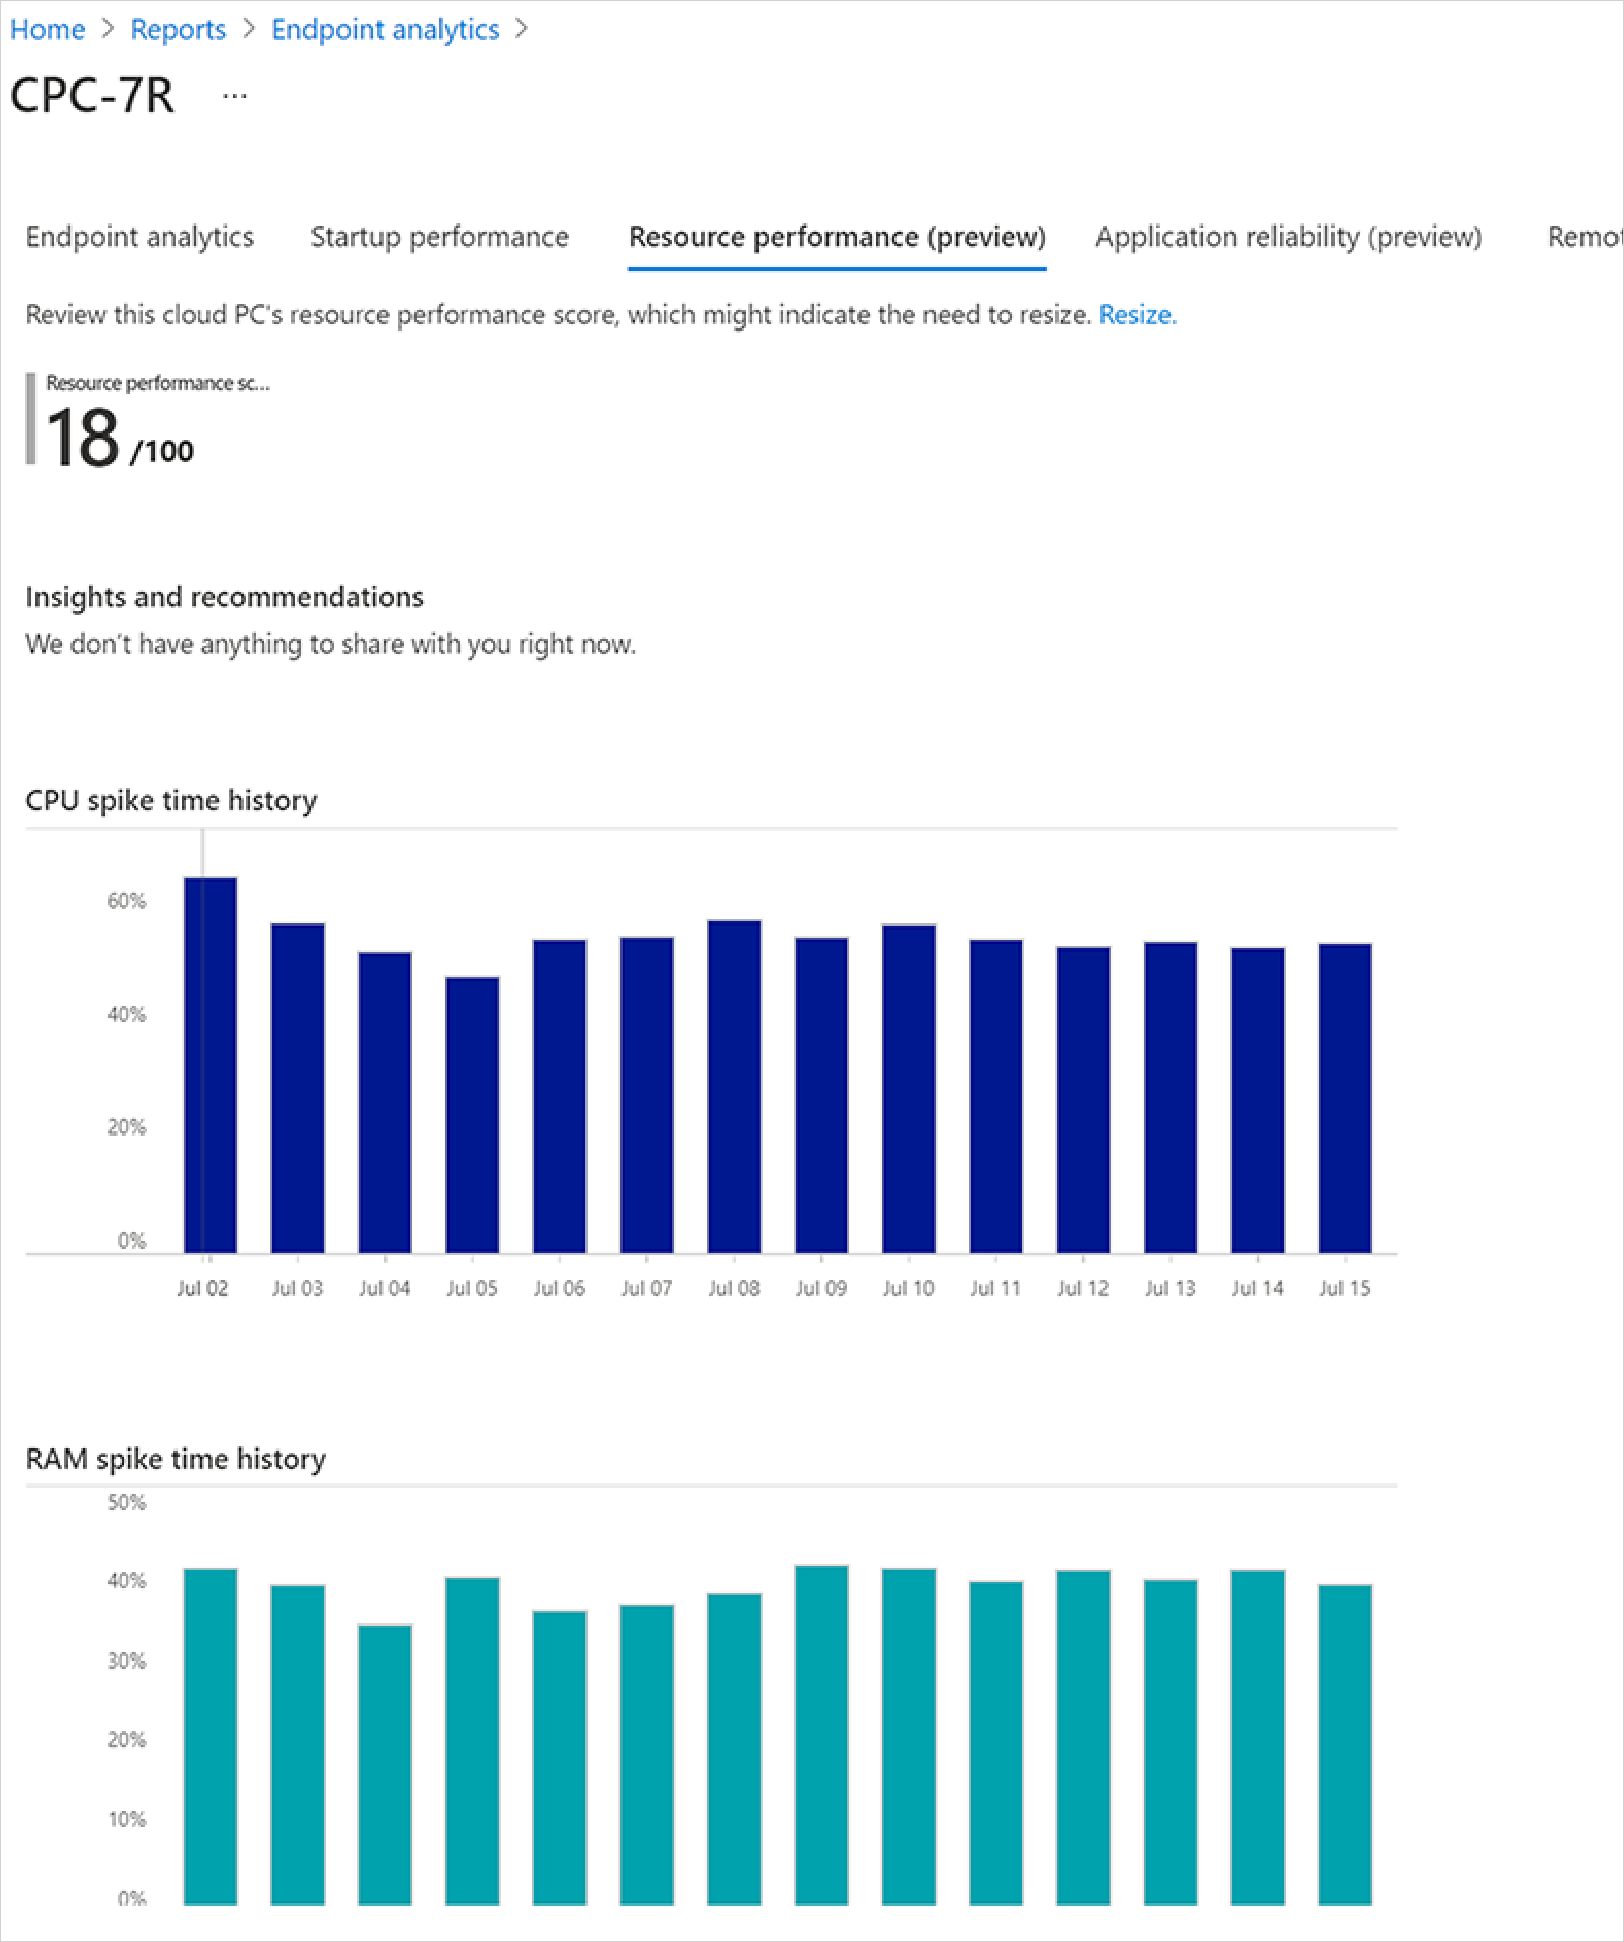 Home > Reports > Endpoint analytics >
CPC-7R ...
Endpoint analytics Startup performance Resource performance (preview) Application reliability (preview) Remot
Review this cloud PC's resource performance score, which might indicate the need to resize. Resize.
Resource performance sc...
18 /100
Insights and recommendations
We don't have anything to share with you right now.
CPU spike time history
60%
40%
20%
0%
Jul 02 Jul 03 Jul 04 Jul 05 Jul 06 Jul 07 Jul 08 Jul 09 Jul 10 Jul 11 Jul 12 Jul 13 Jul 14 Jul 15
RAM spike time history
50%
40%
30%
20%
10%
0%